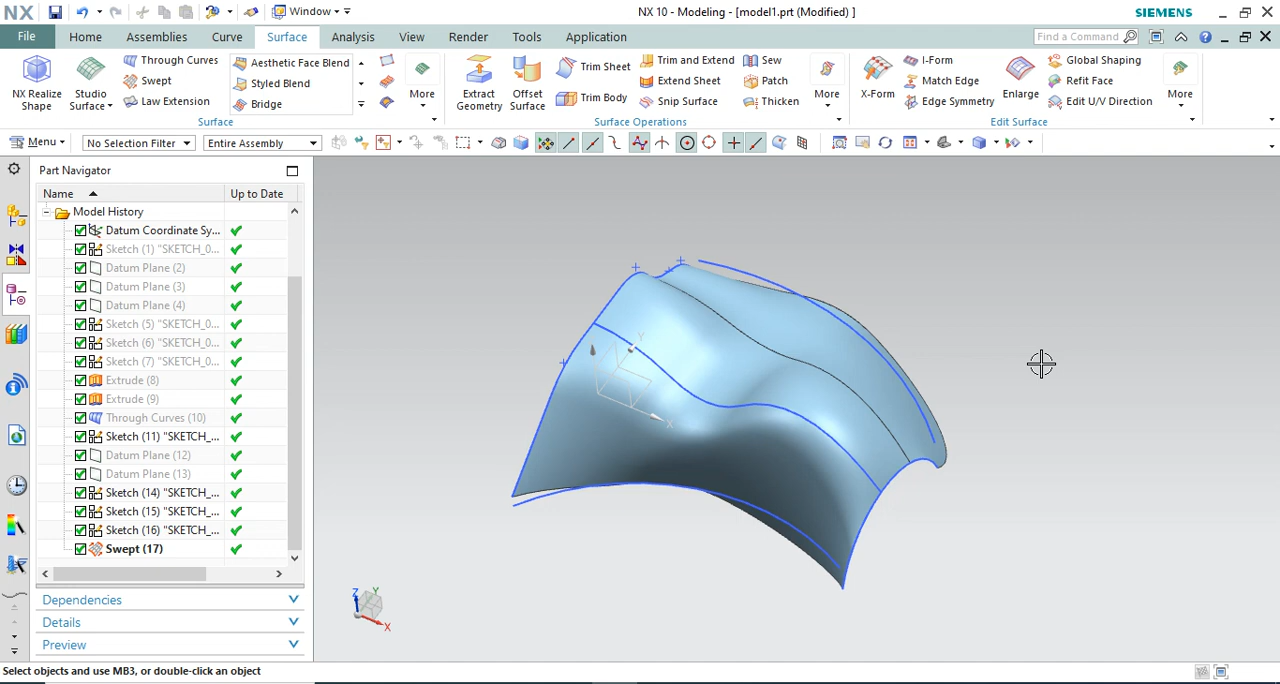 NX Window NX 10 - Modeling - [model1.prt (Modified) ] SIEMENS
File Home Assemblies Curve Surface Analysis View Render Tools Application Find a Command
NX Realize Shape
Studio Surface
Through Curves
Swept
Law Extension
Aesthetic Face Blend
Styled Blend
Bridge
More
Surface
Extract Geometry
Offset Surface
Trim Sheet
Trim Body
Trim and Extend
Extend Sheet
Snip Surface
Sew
Patch
Thicken
More
Surface Operations
X-Form
I-Form
Match Edge
Edge Symmetry
Enlarge
Global Shaping
Refit Face
Edit U/V Direction
More
Edit Surface
Menu No Selection Filter Entire Assembly
Part Navigator
Name Up to Date
Model History
Datum Coordinate Sy...
Sketch (1) "SKETCH_0...
Datum Plane (2)
Datum Plane (3)
Datum Plane (4)
Sketch (5) "SKETCH_0...
Sketch (6) "SKETCH_0...
Sketch (7) "SKETCH_0...
Extrude (8)
Extrude (9)
Through Curves (10)
Sketch (11) "SKETCH_...
Datum Plane (12)
Datum Plane (13)
Sketch (14) "SKETCH_...
Sketch (15) "SKETCH_...
Sketch (16) "SKETCH_...
Swept (17)
Dependencies
Details
Preview
Y
X
Z
Y
X
Select objects and use MB3, or double-click an object